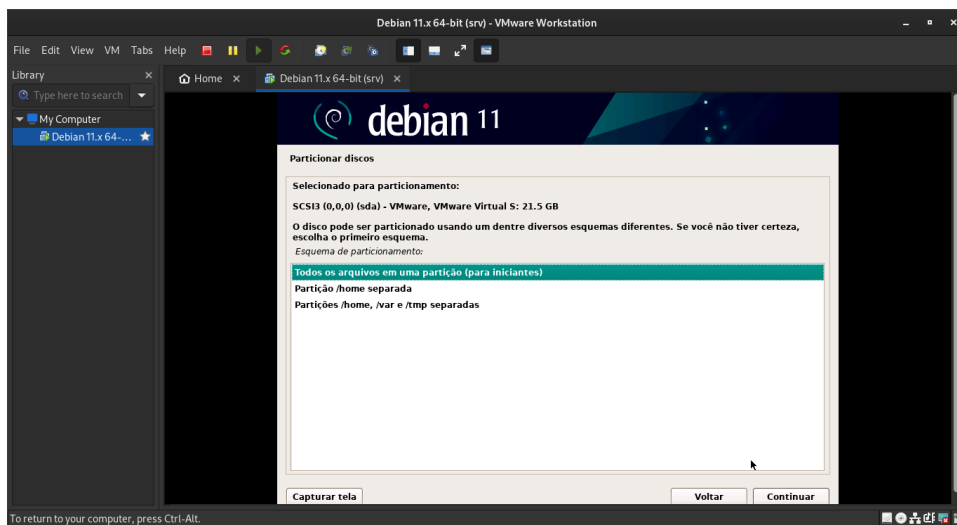 Debian 11.x 64-bit (srv) - VMware Workstation
File Edit View VM Tabs Help
Library
Home
Debian 11.x 64-bit (srv)
Type here to search
My Computer
Debian 11.x 64-...
debian 11
Particionar discos
Selecionado para particionamento:
SCSI3 (0,0,0) (sda) - VMware, VMware Virtual S: 21.5 GB
O disco pode ser particionado usando um dentre diversos esquemas diferentes. Se você não tiver certeza,
escolha o primeiro esquema.
Esquema de particionamento:
Todos os arquivos em uma partição (para iniciantes)
Partição /home separada
Partições /home, /var e /tmp separadas
Capturar tela
Voltar
Continuar
To return to your computer, press Ctrl-Alt.